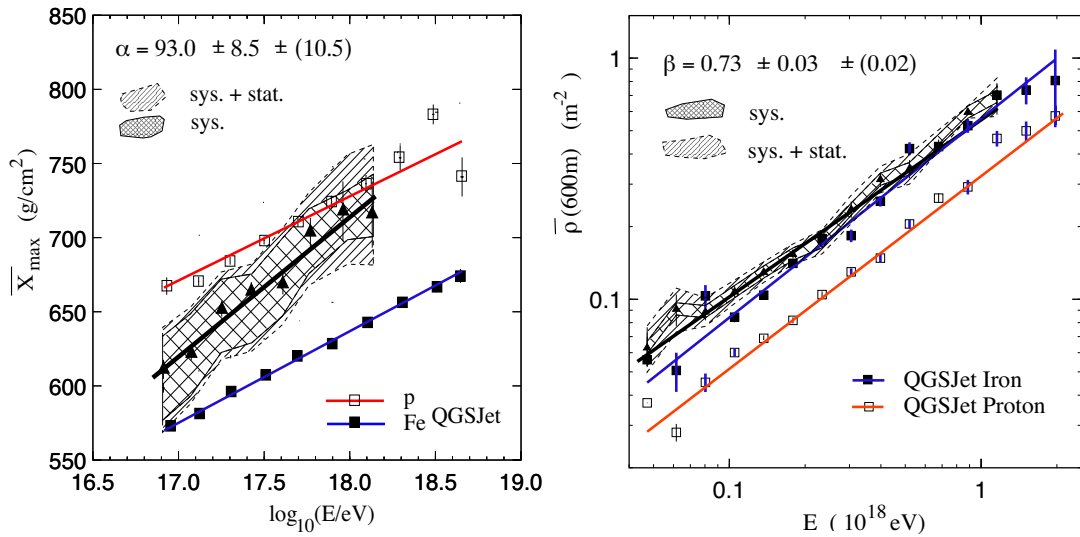 α = 93.0 ± 8.5 ± (10.5)
sys. + stat.
sys.
p
Fe QGSJet
850
800
750
700
650
600
550
16.5 17.0 17.5 18.0 18.5 19.0
log10(E/eV)
X̅max (g/cm²)
β = 0.73 ± 0.03 ± (0.02)
sys.
sys. + stat.
QGSJet Iron
QGSJet Proton
1
0.1
0.1 1
E ( 10¹⁸ eV)
ρ̅ (600m) (m⁻²)